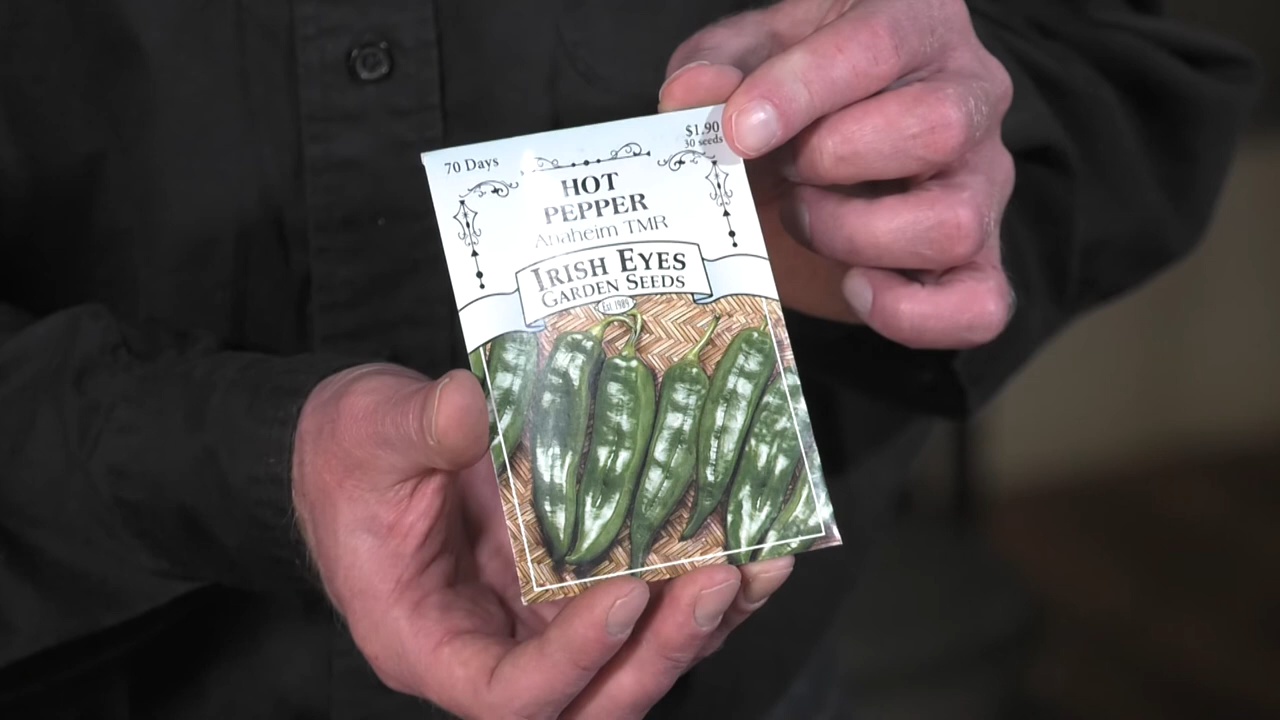 70 Days
$1.90
30 seeds
HOT
PEPPER
Anaheim TMR
IRISH EYES
GARDEN SEEDS
Est 1989